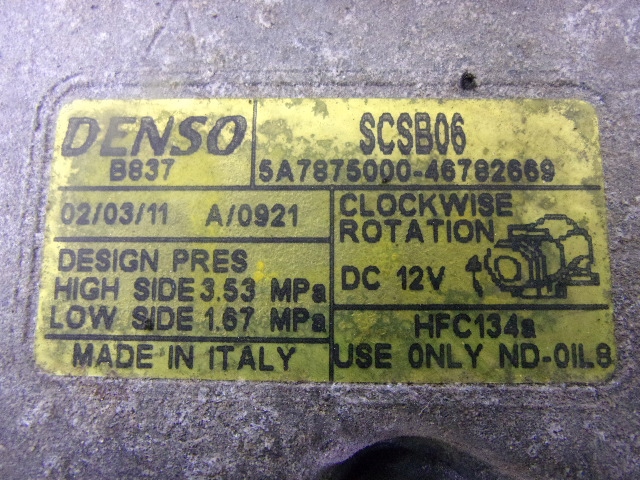 DENSO
B837
SCSB06
5A7875000-46782669
02/03/11 A/0921
DESIGN PRES
HIGH SIDE 3.53 MPa
LOW SIDE 1.67 MPa
MADE IN ITALY
CLOCKWISE
ROTATION
DC 12V
HFC134a
USE ONLY ND-OIL8